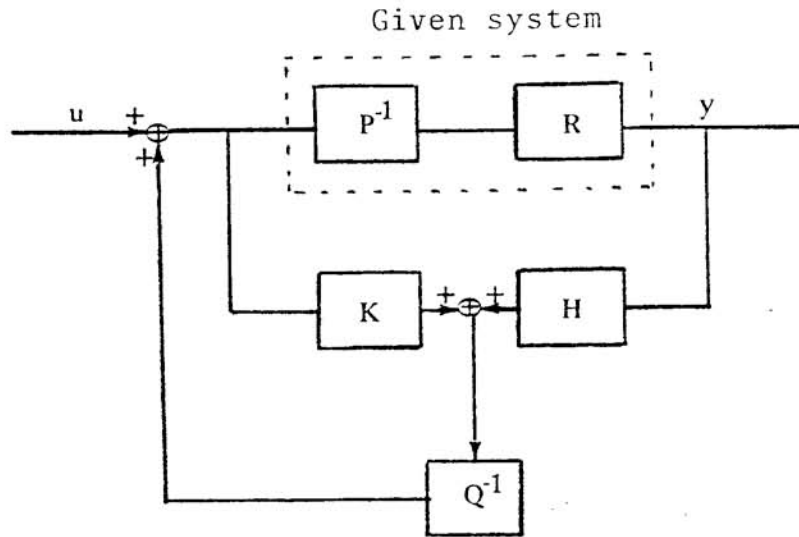 Given system
u + P⁻¹ R y
+
K + + H
Q⁻¹